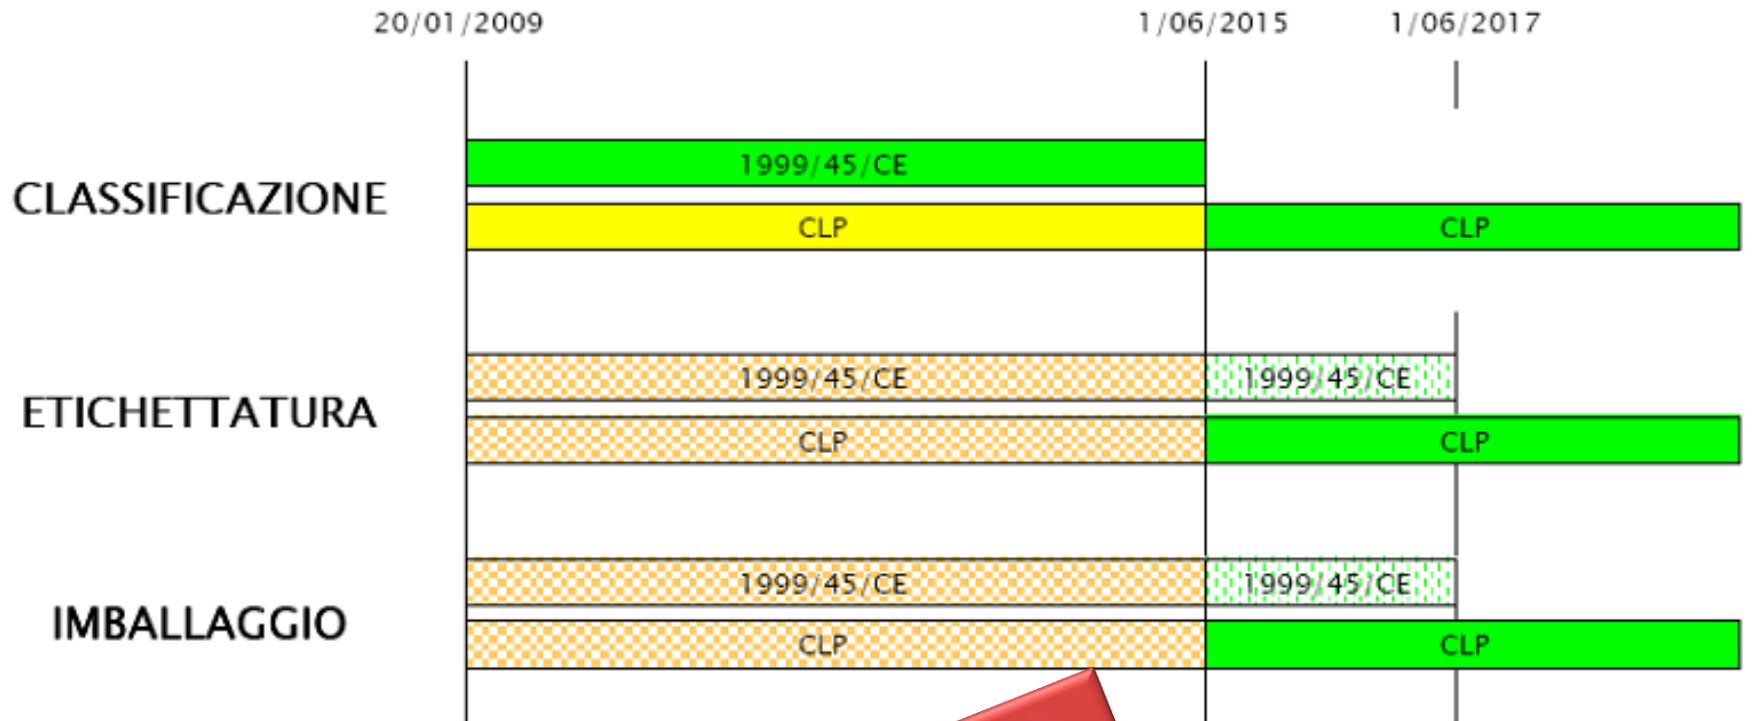 20/01/2009 1/06/2015 1/06/2017
1999/45/CE
CLASSIFICAZIONE
CLP CLP
1999/45/CE 1999/45/CE
ETICHETTATURA
CLP CLP
1999/45/CE 1999/45/CE
IMBALLAGGIO
CLP CLP